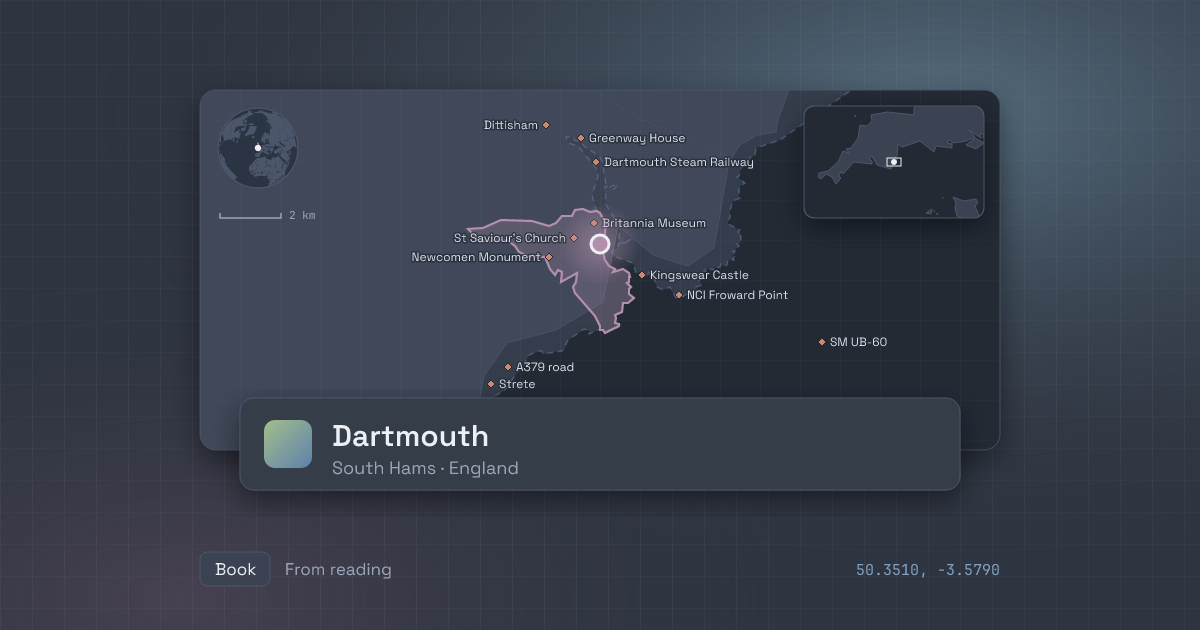 Dittisham
Greenway House
Dartmouth Steam Railway
2 km
Britannia Museum
St Saviour's Church
Newcomen Monument
Kingswear Castle
NCI Froward Point
SM UB-60
A379 road
Strete
Dartmouth
South Hams · England
Book From reading
50.3510, -3.5790